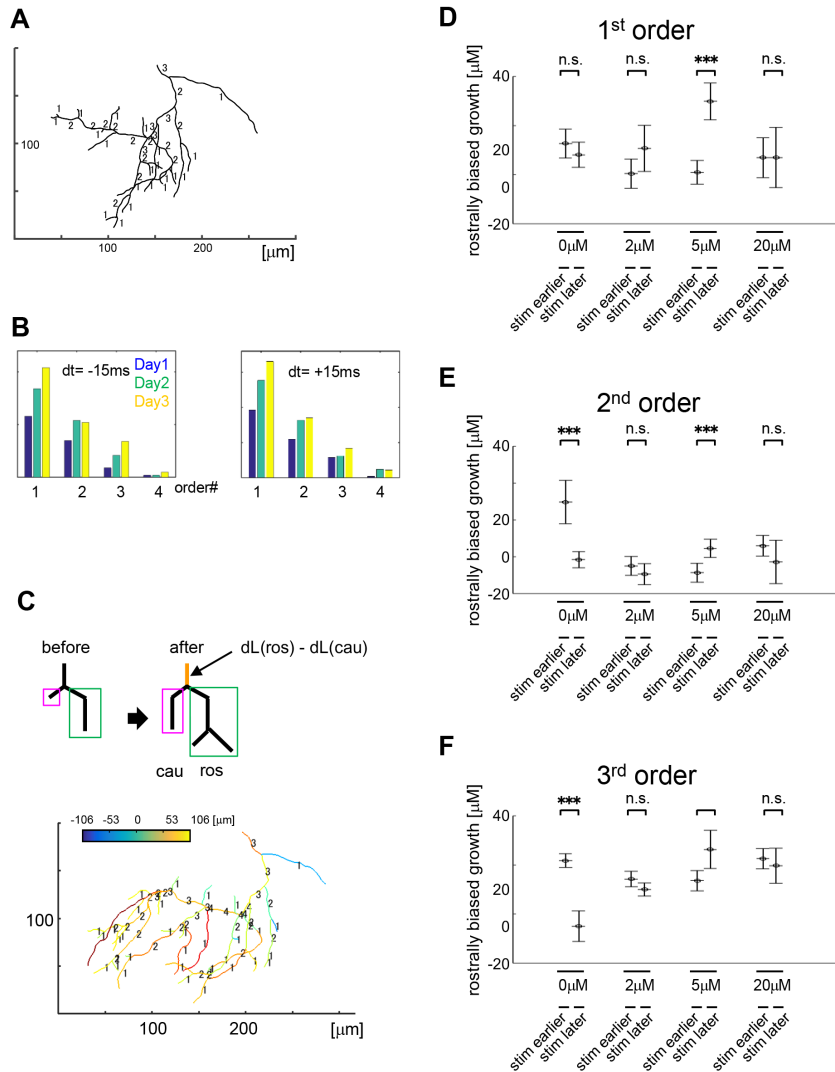 A
100
100
200
[µm]
B
dt= -15ms
Day1
Day2
Day3
1
2
3
4
order#
dt= +15ms
1
2
3
4
C
before
after
dL(ros) - dL(cau)
cau
ros
-106
-53
0
53
106 [µm]
100
100
200
[µm]
D
1st order
rostrally biased growth [µM]
40
20
0
-20
n.s.
n.s.
***
n.s.
0µM
2µM
5µM
20µM
stim earlier
stim later
stim earlier
stim later
stim earlier
stim later
stim earlier
stim later
E
2nd order
rostrally biased growth [µM]
40
20
0
-20
***
n.s.
***
n.s.
0µM
2µM
5µM
20µM
stim earlier
stim later
stim earlier
stim later
stim earlier
stim later
stim earlier
stim later
F
3rd order
rostrally biased growth [µM]
40
20
0
-20
***
n.s.
n.s.
0µM
2µM
5µM
20µM
stim earlier
stim later
stim earlier
stim later
stim earlier
stim later
stim earlier
stim later